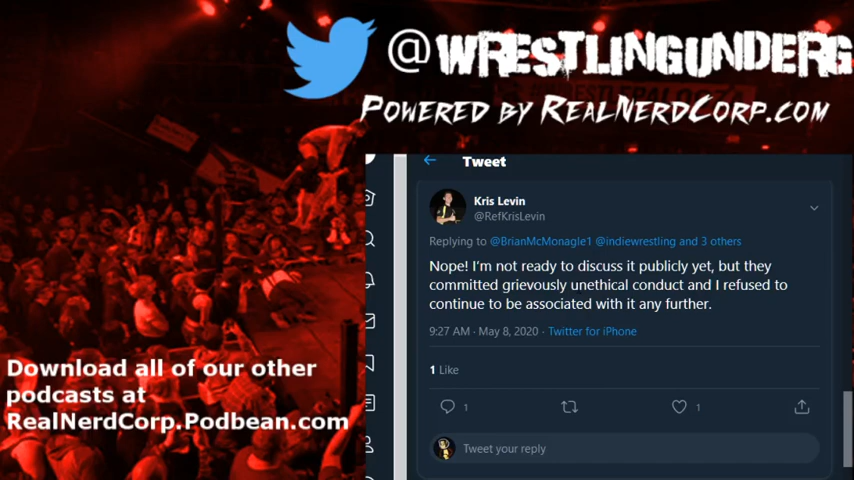 @WRESTLINGUNDERG
POWERED BY REALNERDCORP.COM
Tweet
Kris Levin
@RefKrisLevin
Replying to @BrianMcMonagle1 @indiewrestling and 3 others
Nope! I'm not ready to discuss it publicly yet, but they
committed grievously unethical conduct and I refused to
continue to be associated with it any further.
9:27 AM · May 8, 2020 · Twitter for iPhone
1 Like
1 1
Tweet your reply
Download all of our other
podcasts at
RealNerdCorp.Podbean.com